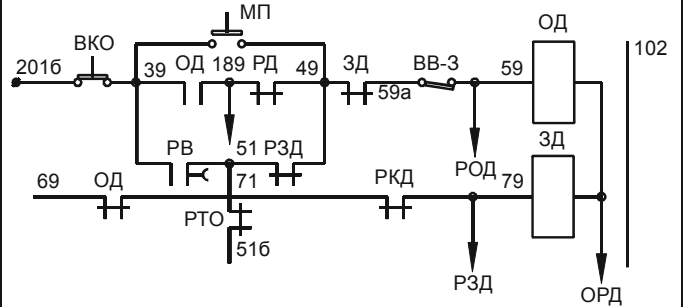 МП
ОД
ВКО
102
201б
39
ОД
189
РД
49
ЗД
ВВ-3
59
59а
РВ
51
РЗД
РОД
ЗД
69
ОД
71
РКД
79
РТО
51б
РЗД
ОРД